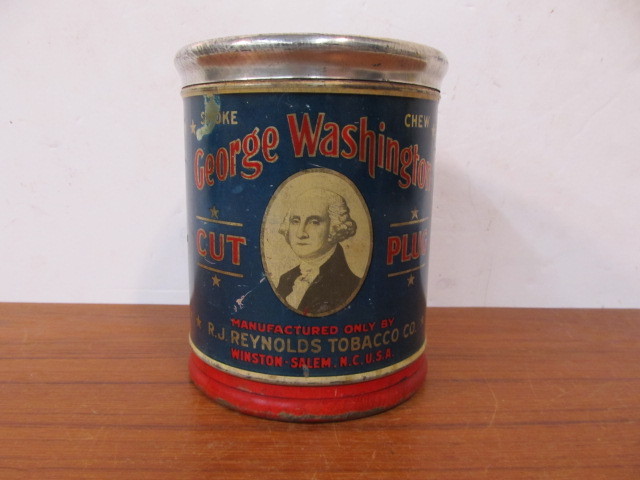 SMOKE CHEW
George Washington
CUT PLUG
MANUFACTURED ONLY BY
R.J. REYNOLDS TOBACCO CO.
WINSTON-SALEM, N.C. U.S.A.